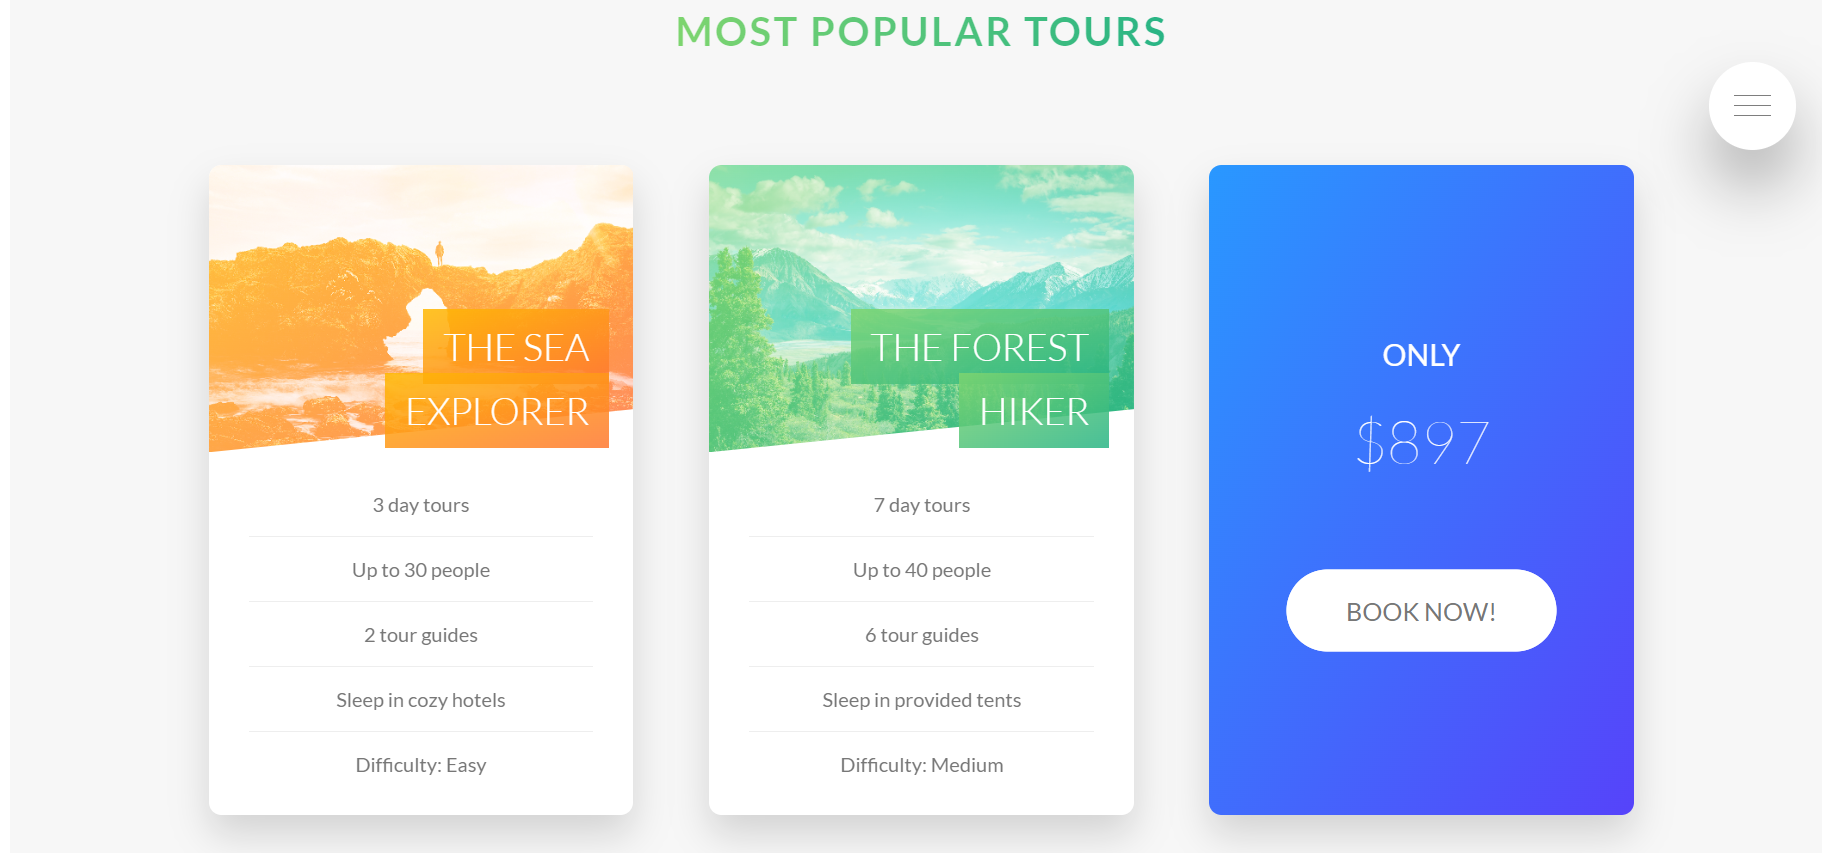 MOST POPULAR TOURS
THE SEA
EXPLORER
3 day tours
Up to 30 people
2 tour guides
Sleep in cozy hotels
Difficulty: Easy
THE FOREST
HIKER
7 day tours
Up to 40 people
6 tour guides
Sleep in provided tents
Difficulty: Medium
ONLY
$897
BOOK NOW!